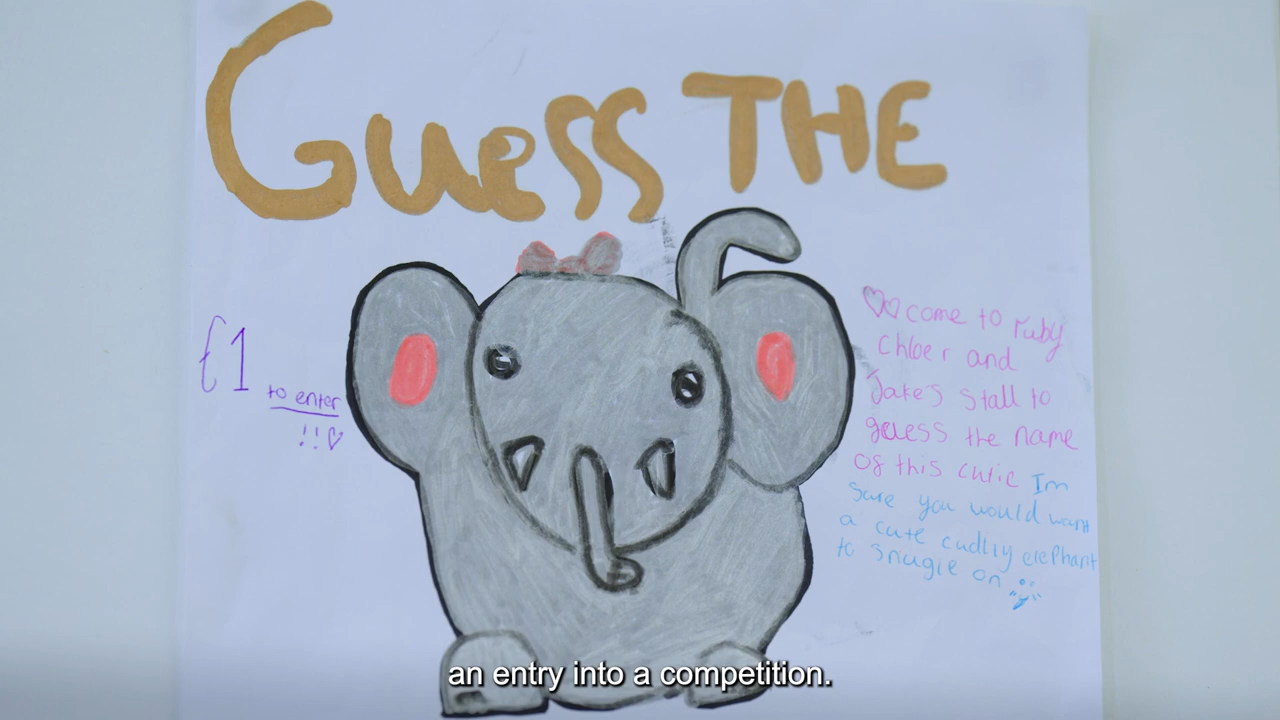 Guess THE
£1
to enter
!!♡
♡♡ come to ruby
Chloe r and
Jake's stall to
guess the name
of this cutie Im
sure you would want
a cute cudlly elephant
to snugle on
an entry into a competition.